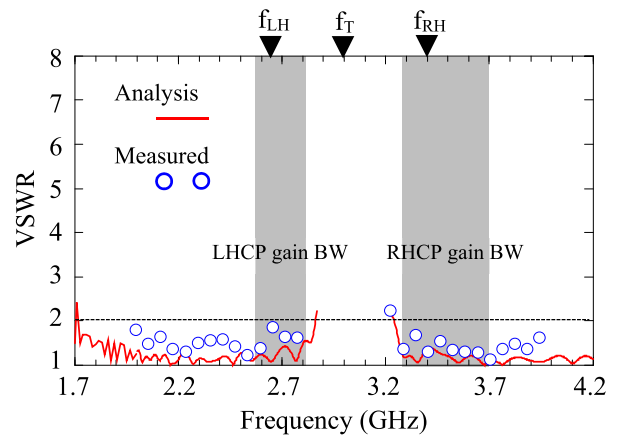 f_LH f_T f_RH
8
7
6
5
4
3
2
1
VSWR
Analysis
Measured
LHCP gain BW RHCP gain BW
1.7 2.2 2.7 3.2 3.7 4.2
Frequency (GHz)